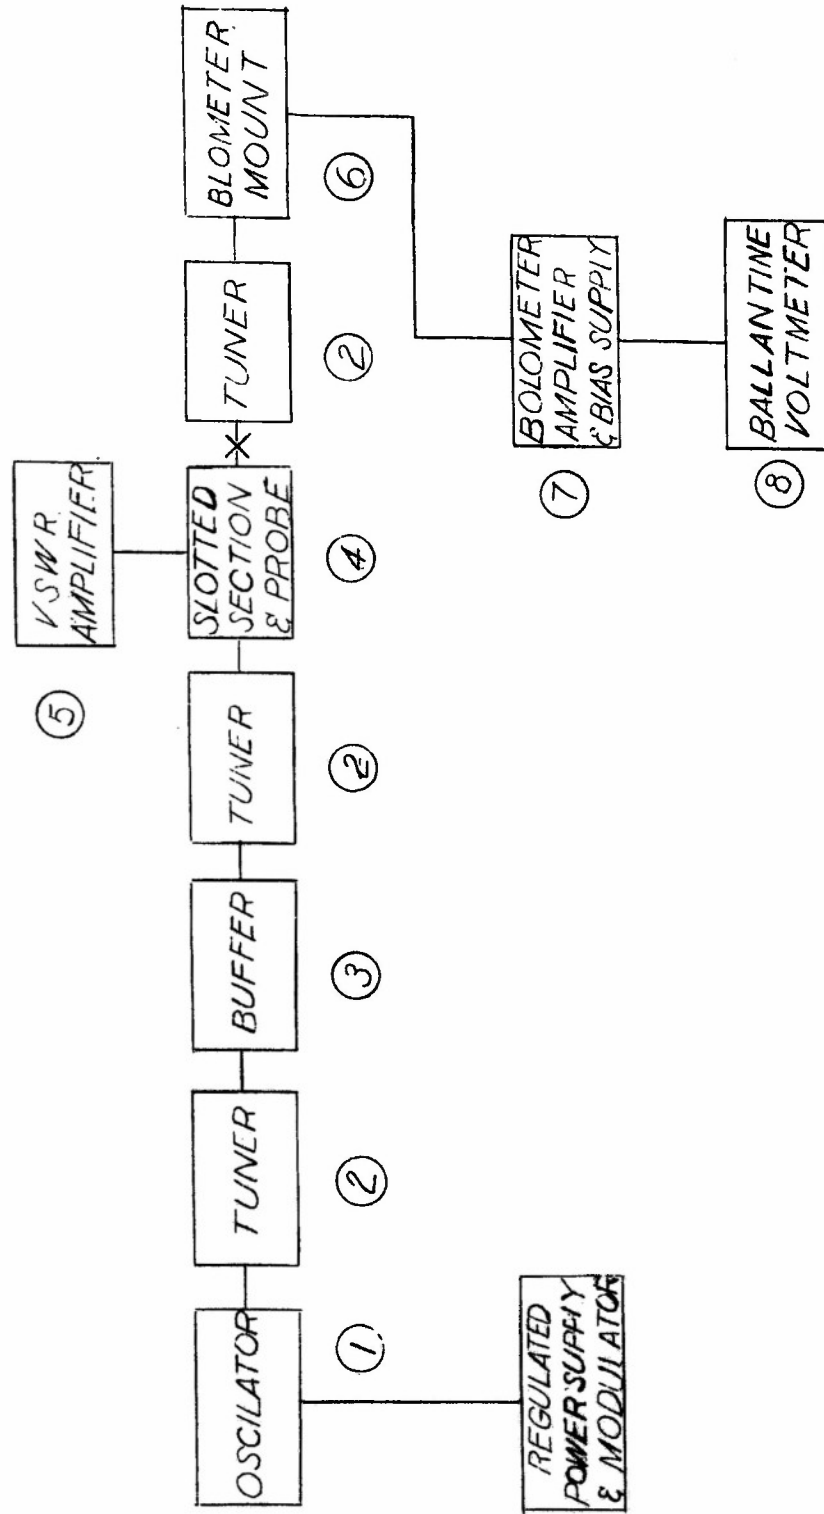 VSWR
AMPLIFIER
5
OSCILATOR
TUNER
BUFFER
TUNER
SLOTTED
SECTION
& PROBE
X
TUNER
BLOMETER
MOUNT
1
2
3
2
4
2
6
REGULATED
POWER SUPPLY
& MODULATOR
7
BOLOMETER
AMPLIFIER
& BIAS SUPPLY
8
BALLANTINE
VOLTMETER